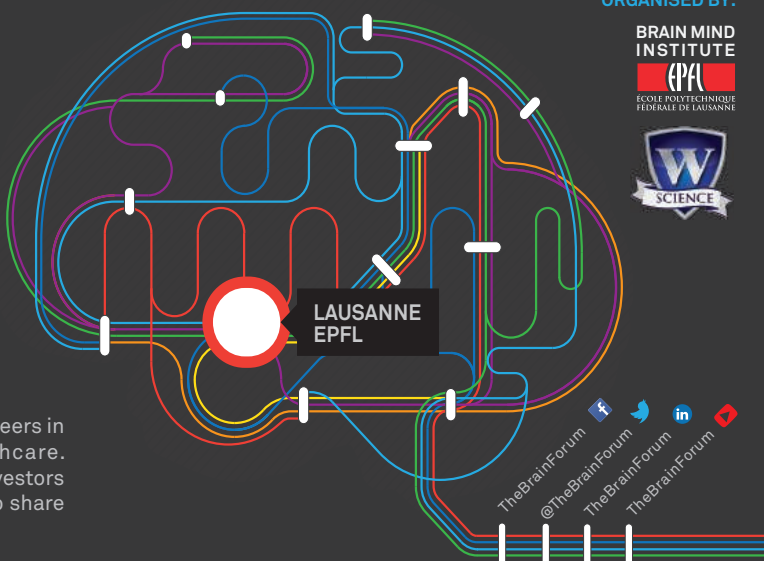 ORGANISED BY:
BRAIN MIND
INSTITUTE
EPFL
ÉCOLE POLYTECHNIQUE
FÉDÉRALE DE LAUSANNE
W
SCIENCE
LAUSANNE
EPFL
eers in
hcare.
vestors
o share
TheBrainForum
@TheBrainForum
TheBrainForum
TheBrainForum
f
in